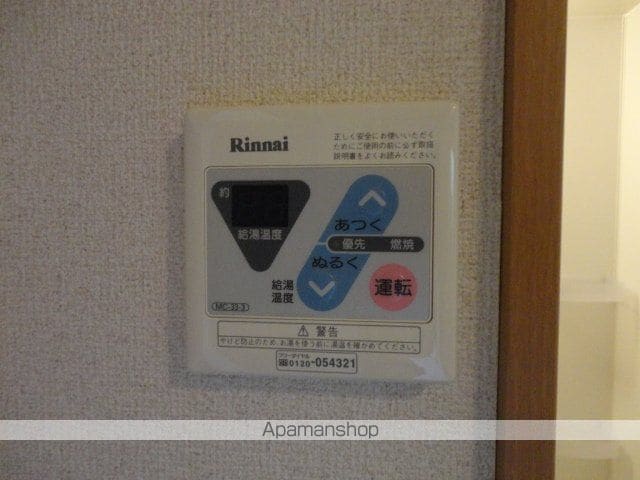 Rinnai
正しく安全にお使いいただく
ためにご使用の前に必ず取扱
説明書をよくお読みください。
約
給湯温度
あつく
優先 燃焼
ぬるく
給湯
温度
運転
MC-33-3
⚠ 警告
やけど防止のため、お湯を使う前に湯温を確かめてください。
フリーダイヤル
0120-054321
Apamanshop